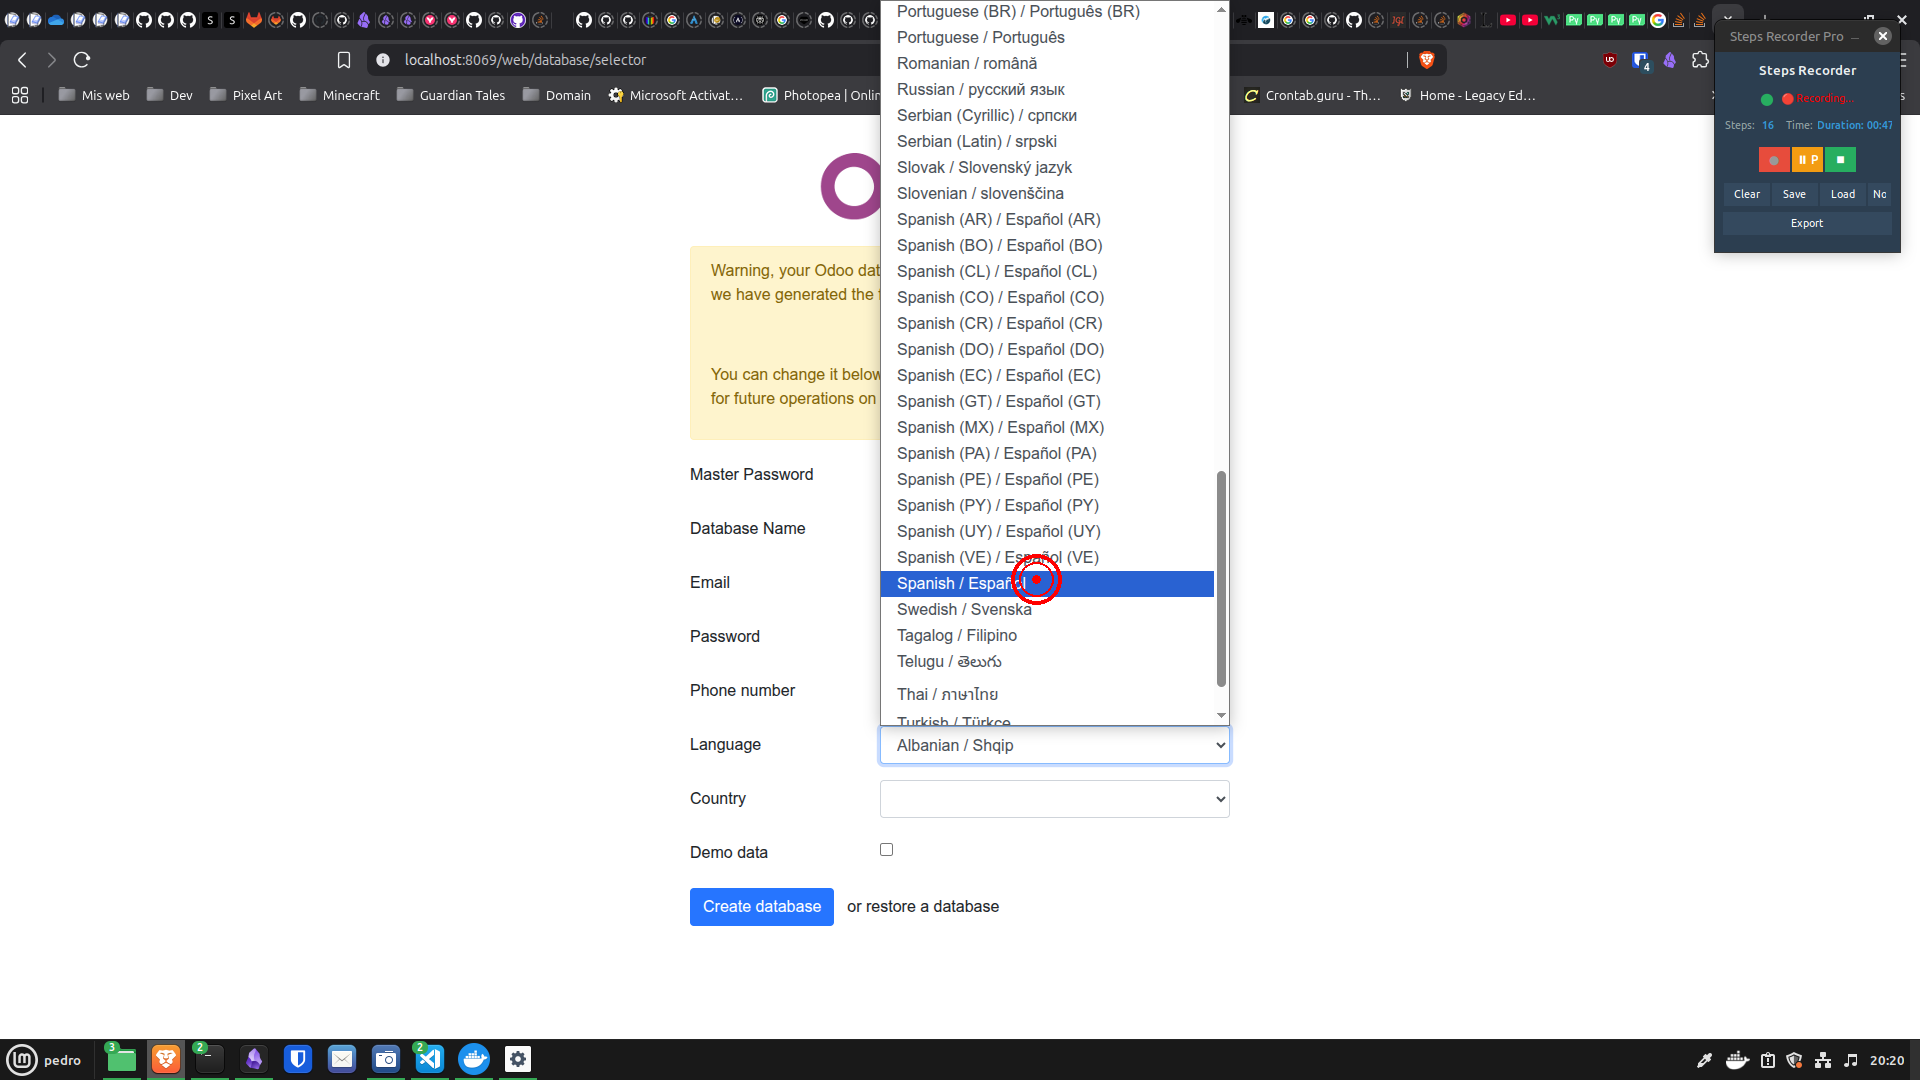 localhost:8069/web/database/selector
Mis web
Dev
Pixel Art
Minecraft
Guardian Tales
Domain
Microsoft Activat...
Photopea | Onlin
Crontab.guru - Th...
Home - Legacy Ed...
Steps Recorder Pro
Steps Recorder
Recording...
Steps: 16 Time: Duration: 00:47
P
Clear
Save
Load
No
Export
Warning, your Odoo dat
we have generated the
You can change it below
for future operations on
Master Password
Database Name
Email
Password
Phone number
Portuguese (BR) / Português (BR)
Portuguese / Português
Romanian / română
Russian / русский язык
Serbian (Cyrillic) / српски
Serbian (Latin) / srpski
Slovak / Slovenský jazyk
Slovenian / slovenščina
Spanish (AR) / Español (AR)
Spanish (BO) / Español (BO)
Spanish (CL) / Español (CL)
Spanish (CO) / Español (CO)
Spanish (CR) / Español (CR)
Spanish (DO) / Español (DO)
Spanish (EC) / Español (EC)
Spanish (GT) / Español (GT)
Spanish (MX) / Español (MX)
Spanish (PA) / Español (PA)
Spanish (PE) / Español (PE)
Spanish (PY) / Español (PY)
Spanish (UY) / Español (UY)
Spanish (VE) / Español (VE)
Spanish / Español
Swedish / Svenska
Tagalog / Filipino
Telugu / తెలుగు
Thai / ภาษาไทย
Turkish / Türkçe
Language
Albanian / Shqip
Country
Demo data
Create database
or restore a database
pedro
3
2
2
4
20:20